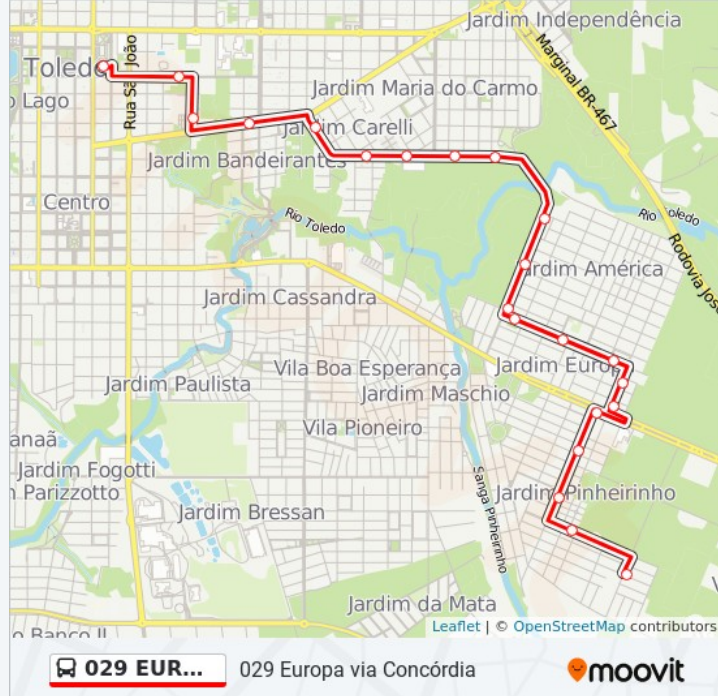 Jardim Independência
Marginal BR-467
Toledo
Rua São João
Jardim Maria do Carmo
o Lago
Jardim Carelli
Jardim Bandeirantes
Centro
Rio Toledo
Rio Toledo
Jardim América
Rodovia José
Jardim Cassandra
Vila Boa Esperança
Jardim Europa
Jardim Paulista
Jardim Maschio
Vila Pioneiro
anaã
Jardim Fogotti
m Parizzotto
Sanga Pinheirinho
Jardim Pinheirinho
Jardim Bressan
Jardim da Mata
Leaflet | © OpenStreetMap contributors
o Banco II
029 EUR...
029 Europa via Concórdia
moovit